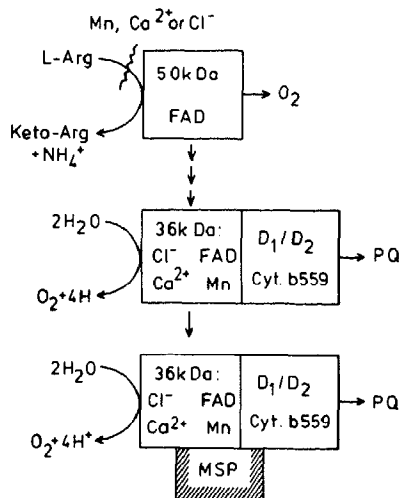 Mn, Ca²⁺ or Cl⁻
L-Arg
50kDa
FAD
O₂
Keto-Arg
+NH₄⁺
2H₂O
36kDa:
Cl⁻ FAD
Ca²⁺ Mn
D₁/D₂
Cyt. b559
PQ
O₂+4H
2H₂O
36kDa:
Cl⁻ FAD
Ca²⁺ Mn
D₁/D₂
Cyt. b559
PQ
O₂+4H⁺
MSP